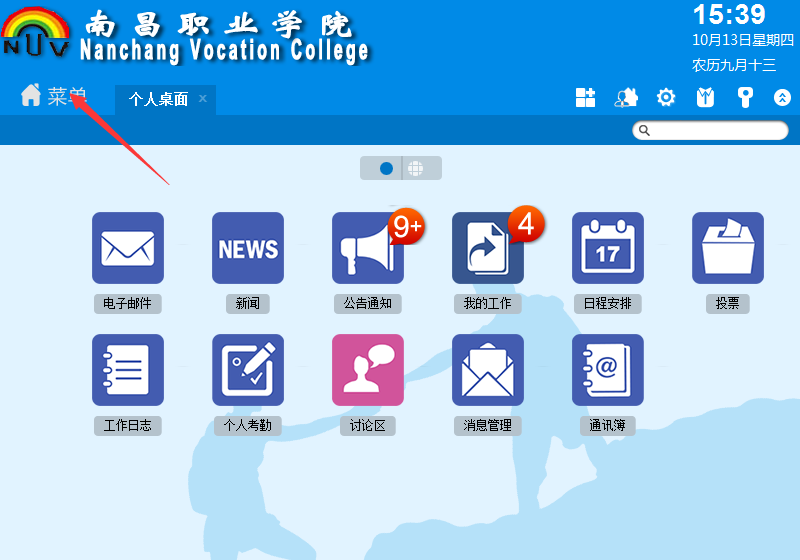 NUV
南昌职业学院
Nanchang Vocation College
15:39
10月13日星期四
农历九月十三
菜单
个人桌面 x
9+
4
NEWS
17
电子邮件
新闻
公告通知
我的工作
日程安排
投票
@
工作日志
个人考勤
讨论区
消息管理
通讯簿